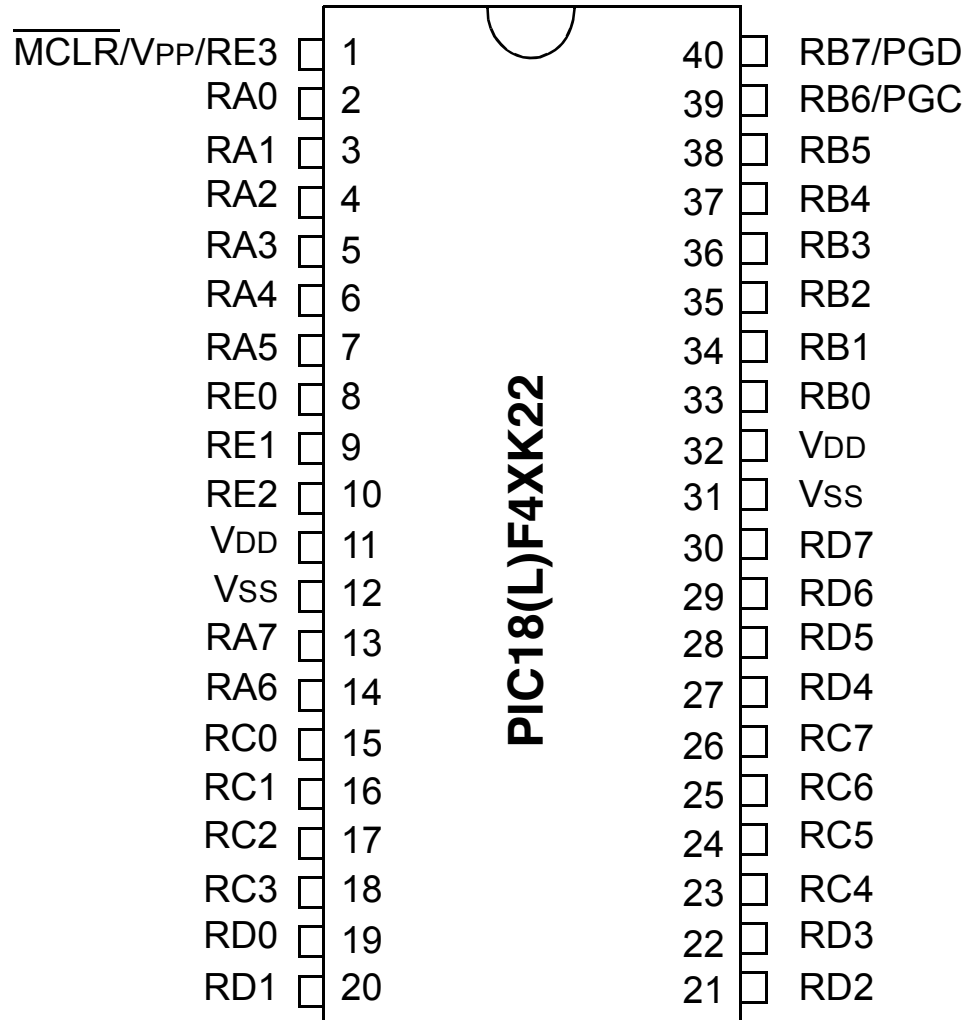 MCLR/VPP/RE3 1 40 RB7/PGD
RA0 2 39 RB6/PGC
RA1 3 38 RB5
RA2 4 37 RB4
RA3 5 36 RB3
RA4 6 35 RB2
RA5 7 34 RB1
RE0 8 33 RB0
RE1 9 32 VDD
RE2 10 31 VSS
VDD 11 30 RD7
VSS 12 29 RD6
RA7 13 28 RD5
RA6 14 27 RD4
RC0 15 26 RC7
RC1 16 25 RC6
RC2 17 24 RC5
RC3 18 23 RC4
RD0 19 22 RD3
RD1 20 21 RD2
PIC18(L)F4XK22